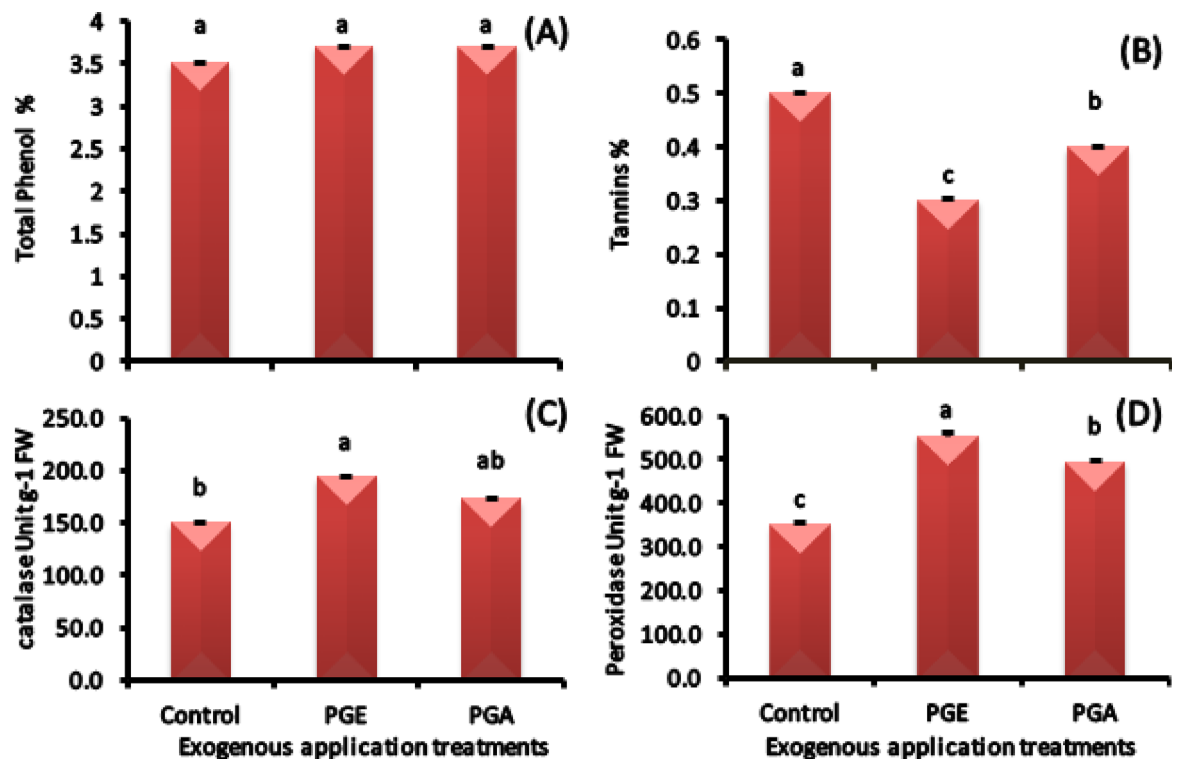 (A)
Total Phenol %
4
3.5
3
2.5
2
1.5
1
0.5
0
a
a
a
(B)
Tannins %
0.6
0.5
0.4
0.3
0.2
0.1
0
a
c
b
(C)
catalase Unitg-1 FW
250.0
200.0
150.0
100.0
50.0
0.0
b
a
ab
Control
PGE
PGA
Exogenous application treatments
(D)
Peroxidase Unitg-1 FW
600.0
500.0
400.0
300.0
200.0
100.0
0.0
c
a
b
Control
PGE
PGA
Exogenous application treatments